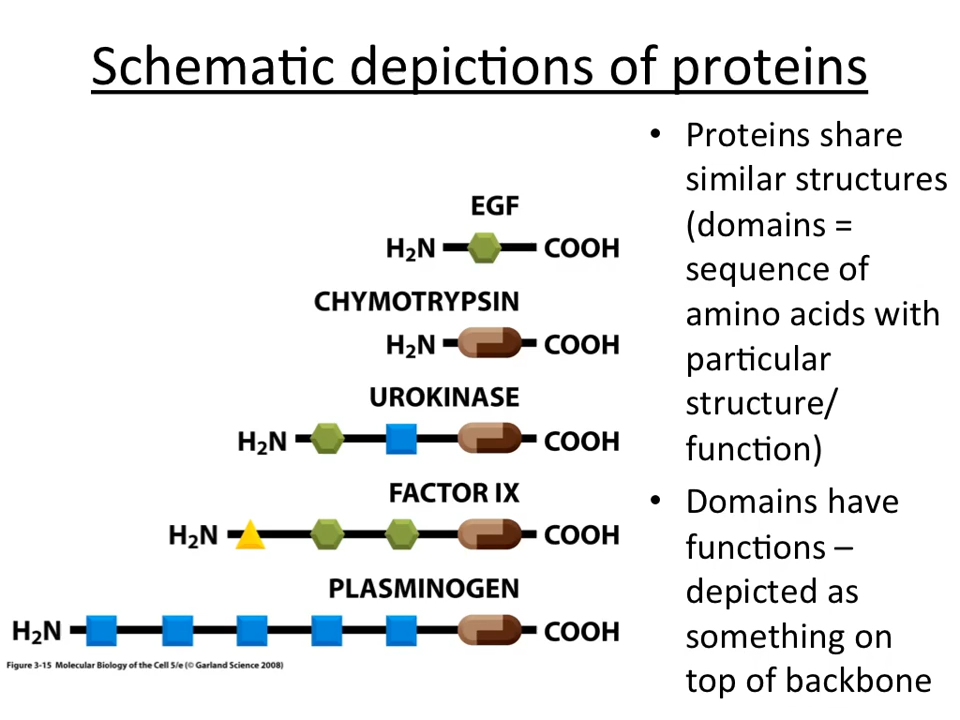 Schematic depictions of proteins
• Proteins share
similar structures
(domains =
sequence of
amino acids with
particular
structure/
function)
• Domains have
functions –
depicted as
something on
top of backbone
EGF
H₂N COOH
CHYMOTRYPSIN
H₂N COOH
UROKINASE
H₂N COOH
FACTOR IX
H₂N COOH
PLASMINOGEN
H₂N COOH
Figure 3-15 Molecular Biology of the Cell 5/e (© Garland Science 2008)